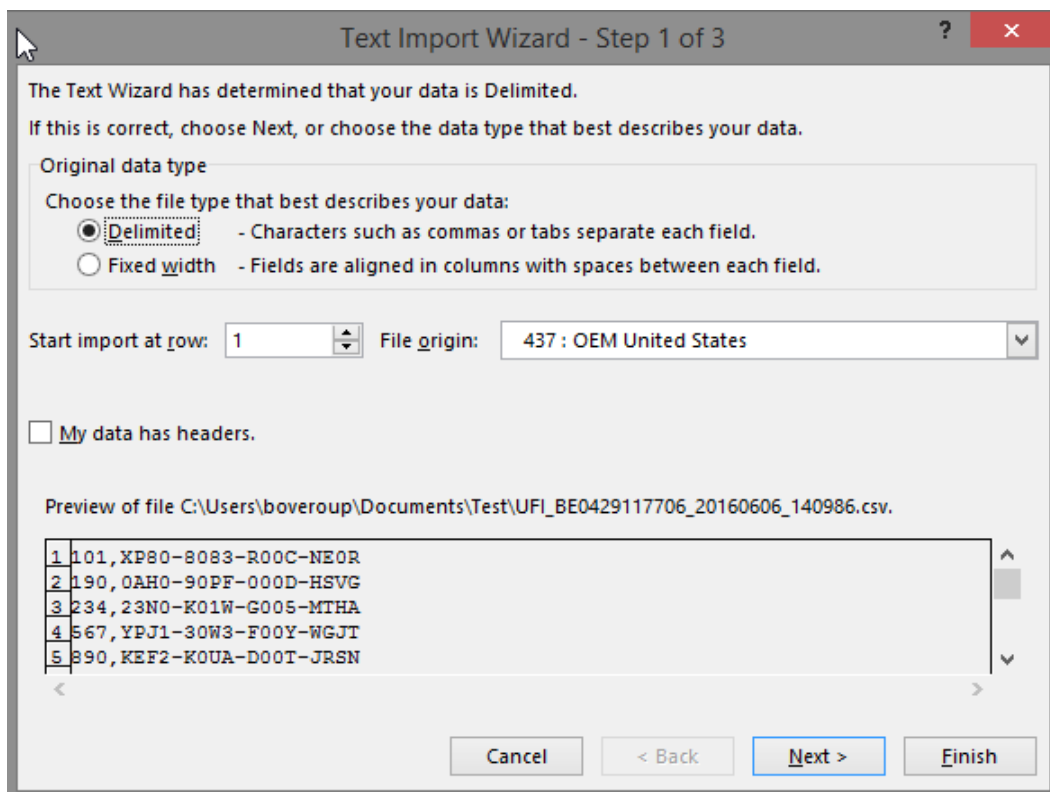 Text Import Wizard - Step 1 of 3
?
×
The Text Wizard has determined that your data is Delimited.
If this is correct, choose Next, or choose the data type that best describes your data.
Original data type
Choose the file type that best describes your data:
Delimited - Characters such as commas or tabs separate each field.
Fixed width - Fields are aligned in columns with spaces between each field.
Start import at row: 1 File origin: 437 : OEM United States
My data has headers.
Preview of file C:\Users\boveroup\Documents\Test\UFI_BE0429117706_20160606_140986.csv.
1 101,XP80-8083-R00C-NE0R
2 190,0AH0-90PF-000D-HSVG
3 234,23N0-K01W-G005-MTHA
4 567,YPJ1-30W3-F00Y-WGJT
5 890,KEF2-K0UA-D00T-JRSN
Cancel < Back Next > Finish